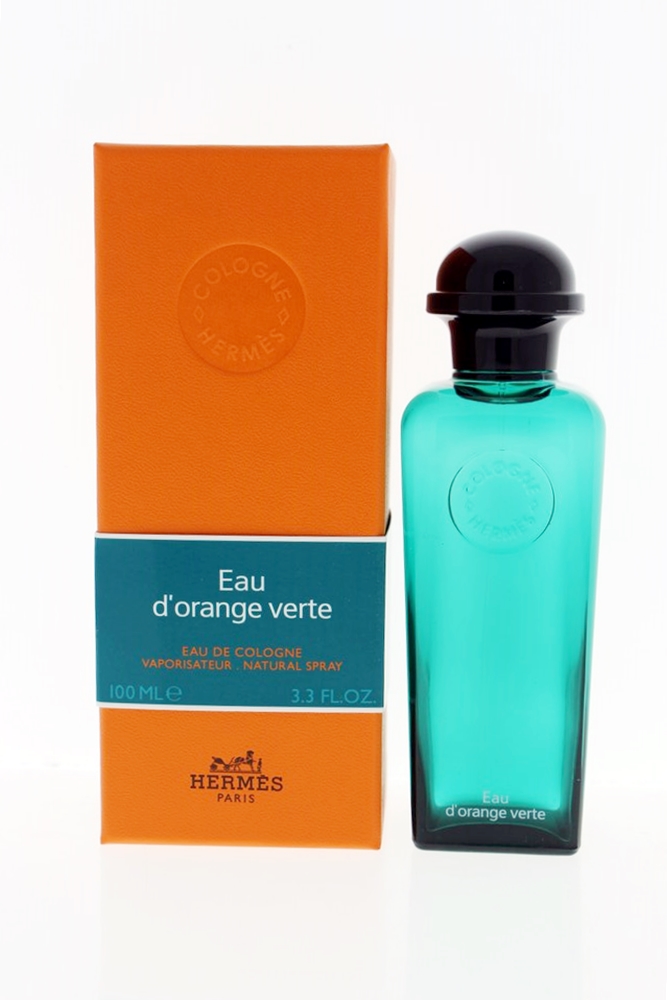 COLOGNE
HERMÈS
Eau
d'orange verte
EAU DE COLOGNE
VAPORISATEUR . NATURAL SPRAY
100 ML ℮ 3.3 FL.OZ.
HERMÈS
PARIS
COLOGNE
HERMÈS
Eau
d'orange verte